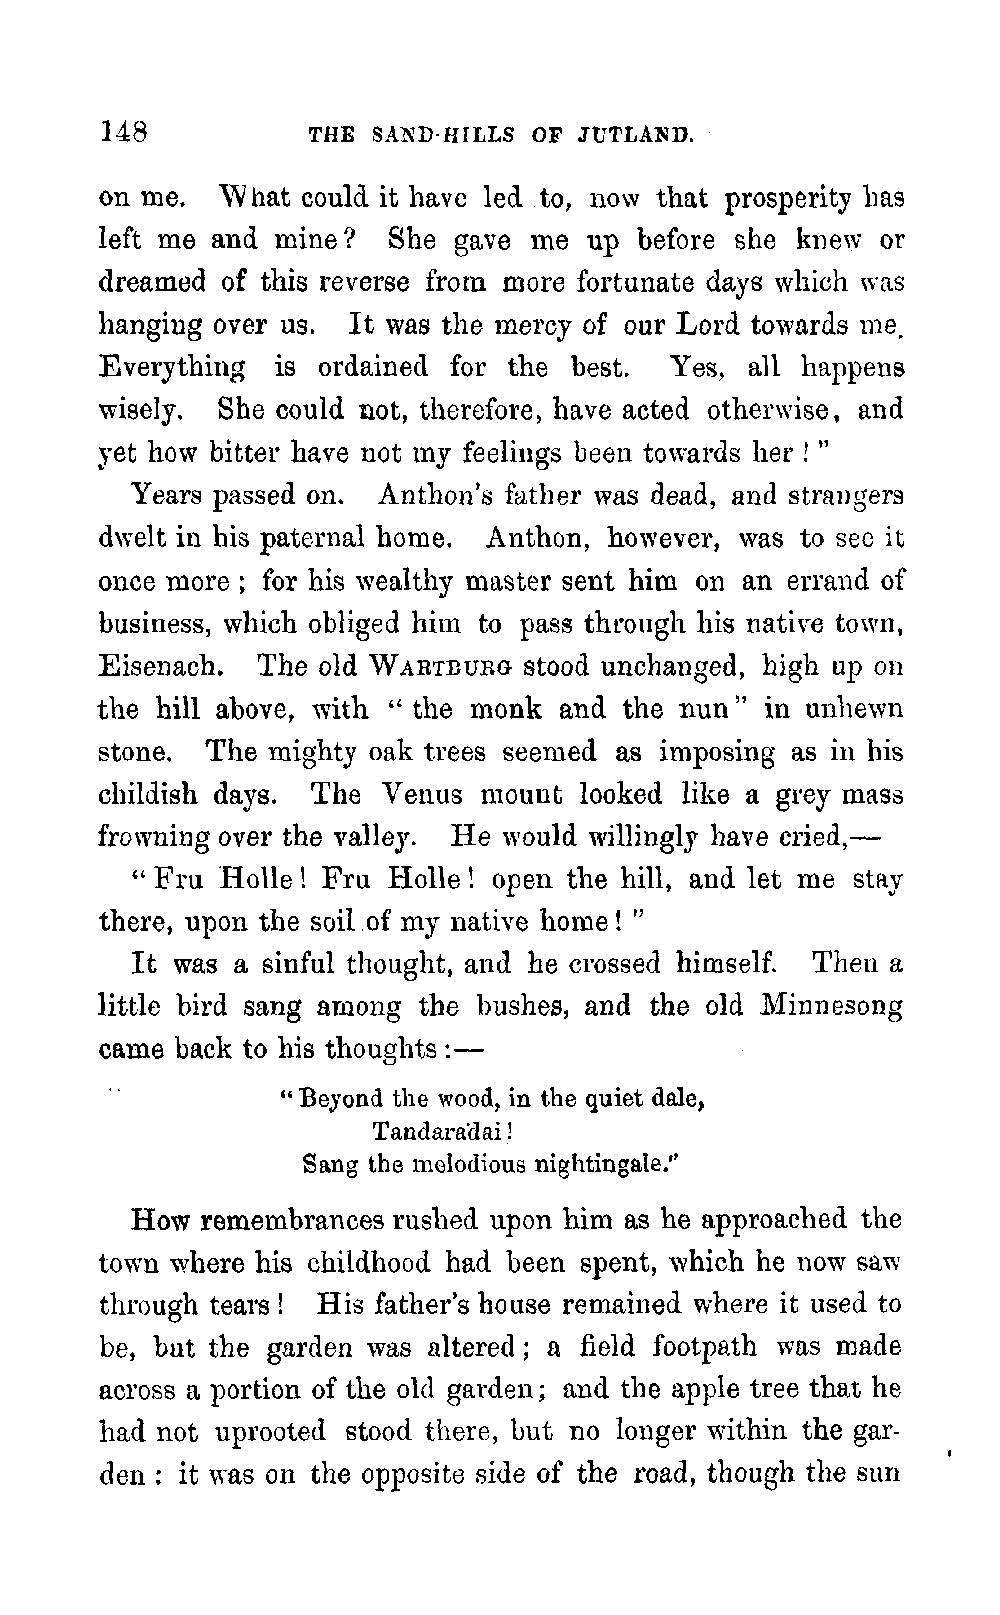 148 THE SAND-HILLS OF JUTLAND.
on me. What could it have led to, now that prosperity has
left me and mine? She gave me up before she knew or
dreamed of this reverse from more fortunate days which was
hanging over us. It was the mercy of our Lord towards me.
Everything is ordained for the best. Yes, all happens
wisely. She could not, therefore, have acted otherwise, and
yet how bitter have not my feelings been towards her!"
Years passed on. Anthon's father was dead, and strangers
dwelt in his paternal home. Anthon, however, was to see it
once more; for his wealthy master sent him on an errand of
business, which obliged him to pass through his native town,
Eisenach. The old WARTBURG stood unchanged, high up on
the hill above, with "the monk and the nun" in unhewn
stone. The mighty oak trees seemed as imposing as in his
childish days. The Venus mount looked like a grey mass
frowning over the valley. He would willingly have cried,—
"Fru Holle! Fru Holle! open the hill, and let me stay
there, upon the soil of my native home!"
It was a sinful thought, and he crossed himself. Then a
little bird sang among the bushes, and the old Minnesong
came back to his thoughts:—
"Beyond the wood, in the quiet dale,
Tandaradai!
Sang the melodious nightingale."
How remembrances rushed upon him as he approached the
town where his childhood had been spent, which he now saw
through tears! His father's house remained where it used to
be, but the garden was altered; a field footpath was made
across a portion of the old garden; and the apple tree that he
had not uprooted stood there, but no longer within the gar-
den: it was on the opposite side of the road, though the sun